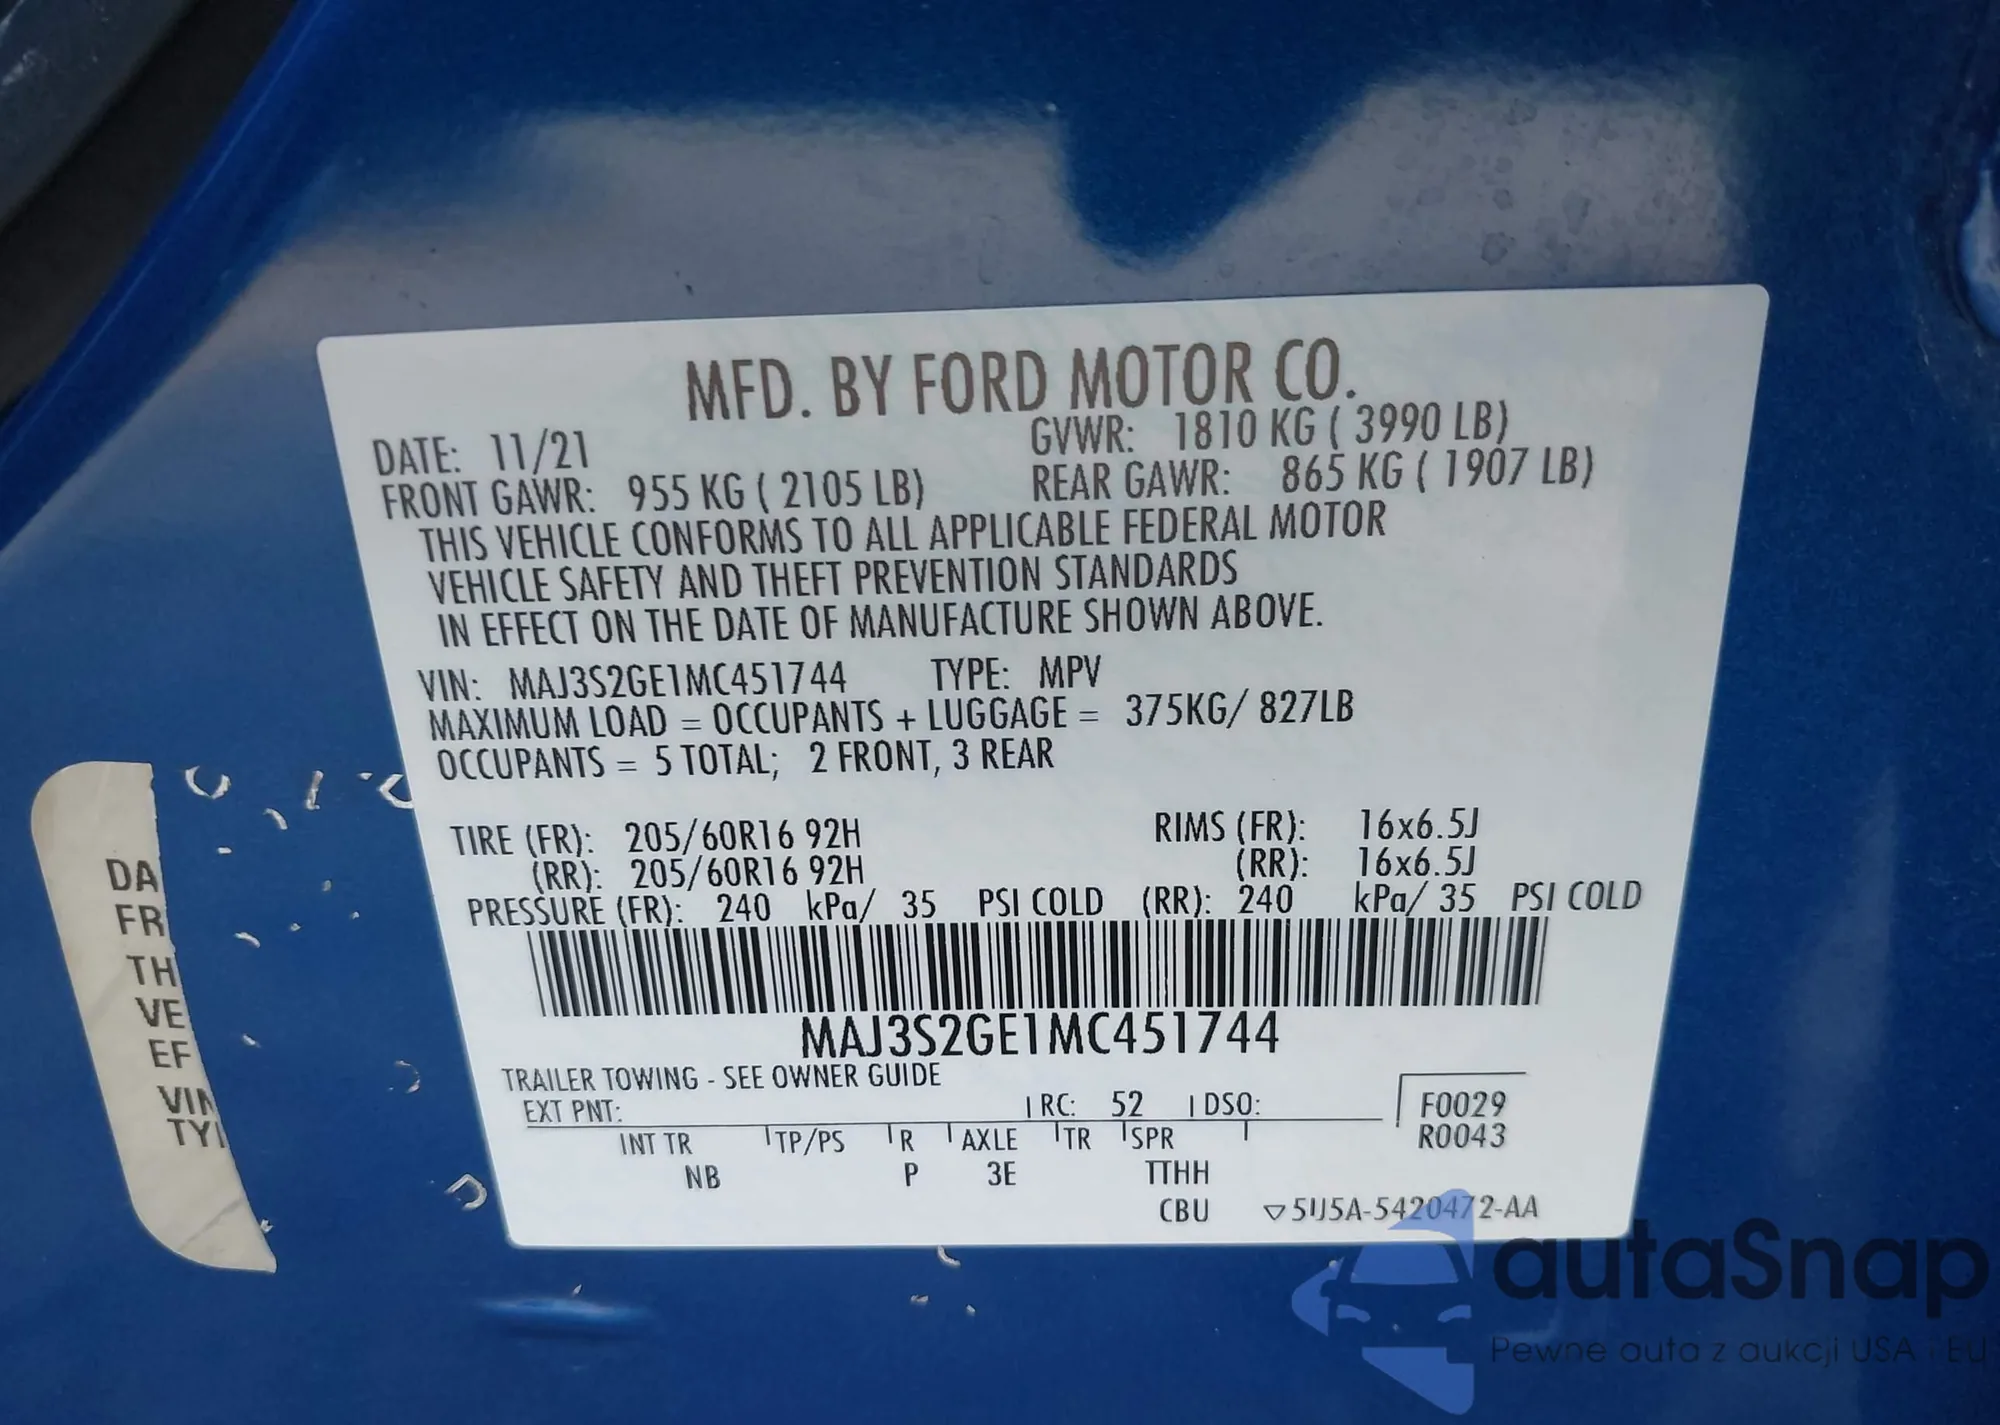 MFD. BY FORD MOTOR CO.
DATE: 11/21 GVWR: 1810 KG ( 3990 LB)
FRONT GAWR: 955 KG ( 2105 LB) REAR GAWR: 865 KG ( 1907 LB)
THIS VEHICLE CONFORMS TO ALL APPLICABLE FEDERAL MOTOR
VEHICLE SAFETY AND THEFT PREVENTION STANDARDS
IN EFFECT ON THE DATE OF MANUFACTURE SHOWN ABOVE.
VIN: MAJ3S2GE1MC451744 TYPE: MPV
MAXIMUM LOAD = OCCUPANTS + LUGGAGE = 375KG/ 827LB
OCCUPANTS = 5 TOTAL; 2 FRONT, 3 REAR
TIRE (FR): 205/60R16 92H RIMS (FR): 16x6.5J
(RR): 205/60R16 92H (RR): 16x6.5J
PRESSURE (FR): 240 kPa/ 35 PSI COLD (RR): 240 kPa/ 35 PSI COLD
MAJ3S2GE1MC451744
TRAILER TOWING - SEE OWNER GUIDE
EXT PNT: RC: 52 DSO: F0029
INT TR TP/PS R AXLE TR SPR R0043
NB P 3E TTHH
CBU ▽5U5A-5420472-AA
DA
FR
TH
VE
EF
VIN
TY
autaSnap
Pewne auta z aukcji USA i EU